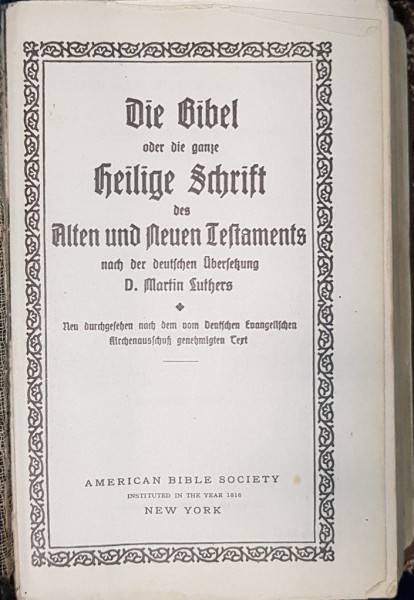 Die Bibel
oder die ganze
Heilige Schrift
des
Alten und Neuen Testaments
nach der deutschen Übersetzung
D. Martin Luthers
Neu durchgesehen nach dem vom Deutschen Evangelischen
Kirchenausschuß genehmigten Text
AMERICAN BIBLE SOCIETY
INSTITUTED IN THE YEAR 1816
NEW YORK